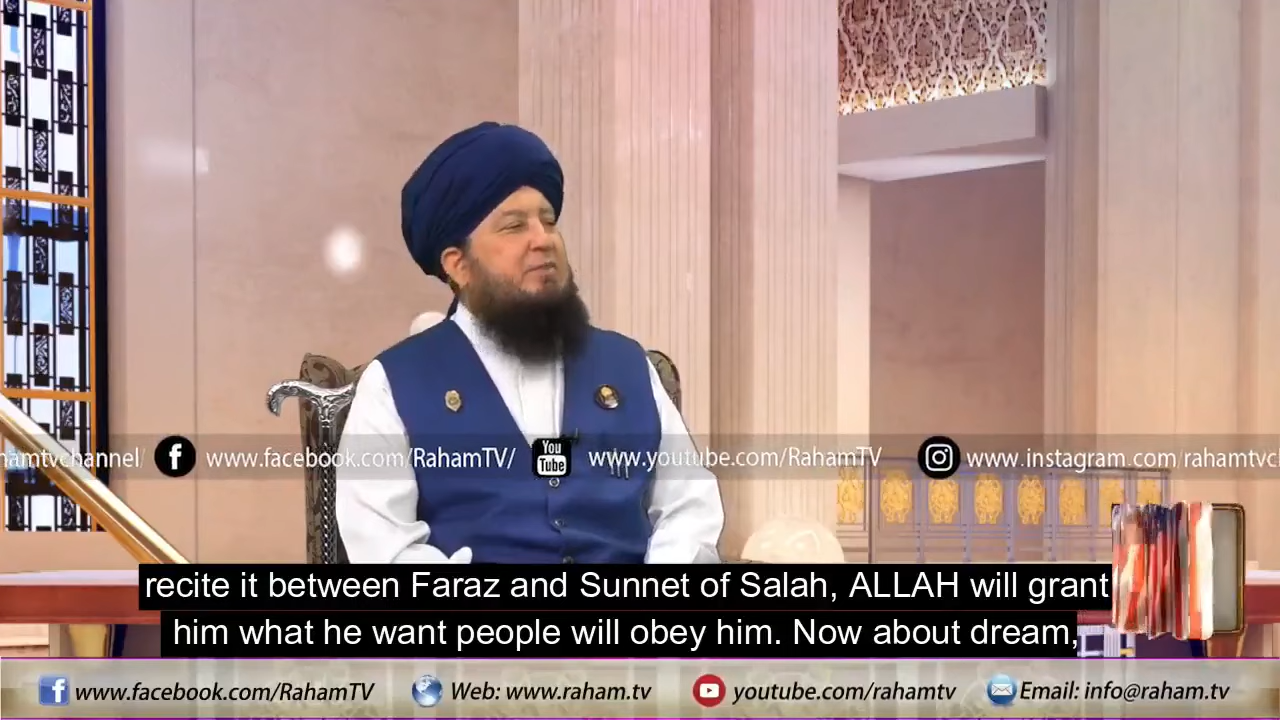 hamtvchannel/ www.facebook.com/RahamTV/ You Tube www.youtube.com/RahamTV www.instagram.com/rahamtvc
recite it between Faraz and Sunnet of Salah, ALLAH will grant
him what he want people will obey him. Now about dream,
www.facebook.com/RahamTV Web: www.raham.tv youtube.com/rahamtv Email: info@raham.tv